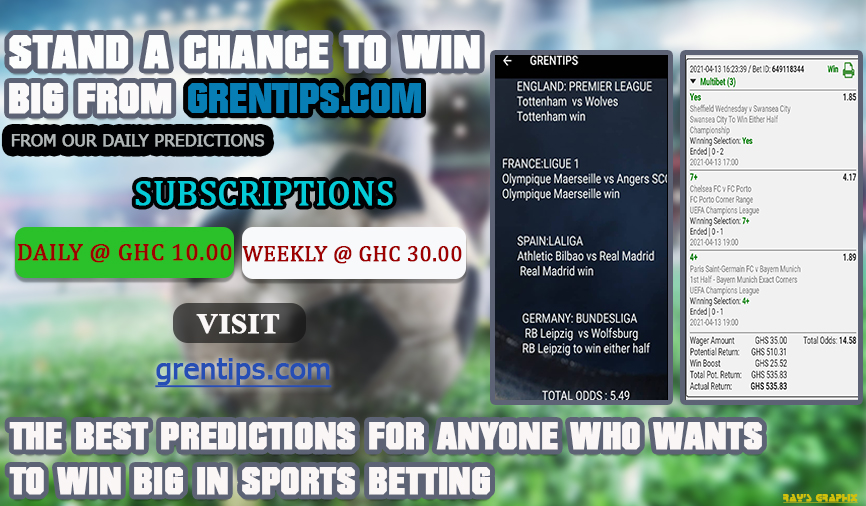 STAND A CHANCE TO WIN
BIG FROM GRENTIPS.COM
FROM OUR DAILY PREDICTIONS
SUBSCRIPTIONS
DAILY @ GHC 10.00
WEEKLY @ GHC 30.00
VISIT
grentips.com
GRENTIPS
ENGLAND: PREMIER LEAGUE
Tottenham vs Wolves
Tottenham win
FRANCE:LIGUE 1
Olympique Maerseille vs Angers SCO
Olympique Maerseille win
SPAIN:LALIGA
Athletic Bilbao vs Real Madrid
Real Madrid win
GERMANY: BUNDESLIGA
RB Leipzig vs Wolfsburg
RB Leipzig to win either half
TOTAL ODDS : 5.49
2021-04-13 16:23:39 / Bet ID: 649118344 Win
Multibet (3)
Yes 1.85
Sheffield Wednesday v Swansea City
Swansea City To Win Either Half
Championship
Winning Selection: Yes
Ended | 0 - 2
2021-04-13 17:00
7+ 4.17
Chelsea FC v FC Porto
FC Porto Corner Range
UEFA Champions League
Winning Selection: 7+
Ended | 0 - 1
2021-04-13 19:00
4+ 1.89
Paris Saint-Germain FC v Bayern Munich
1st Half - Bayern Munich Exact Corners
UEFA Champions League
Winning Selection: 4+
Ended | 0 - 1
2021-04-13 19:00
Wager Amount GHS 35.00 Total Odds: 14.58
Potential Return: GHS 510.31
Win Boost GHS 25.52
Total Pot. Return: GHS 535.83
Actual Return: GHS 535.83
THE BEST PREDICTIONS FOR ANYONE WHO WANTS
TO WIN BIG IN SPORTS BETTING
RAY'S GRAPHIX